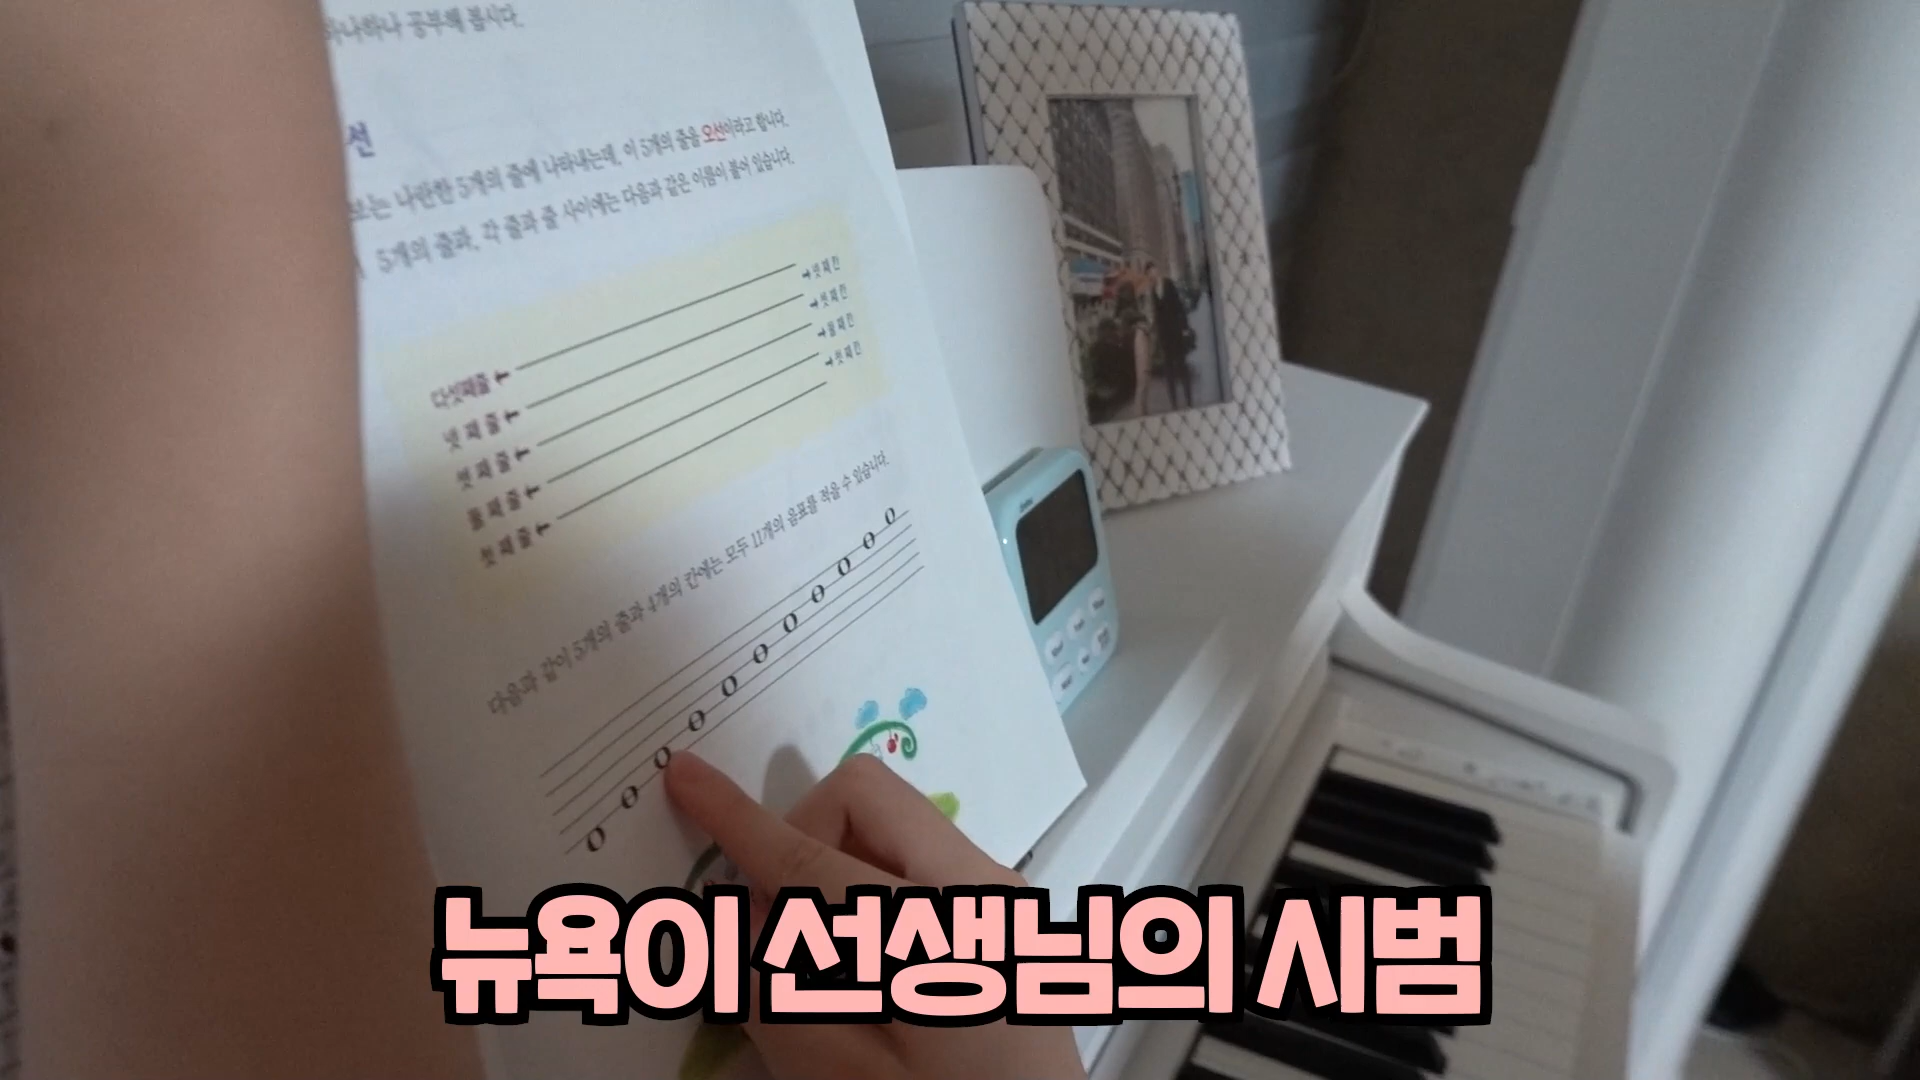 하나하나 공부해 봅시다.
선
보는 나란한 5개의 줄에 나타내는데, 이 5개의 줄을 오선이라고 합니다.
5개의 줄과, 각 줄과 줄 사이에는 다음과 같은 이름이 붙어 있습니다.
다섯째줄 넷째칸
넷째줄 셋째칸
셋째줄 둘째칸
둘째줄 첫째칸
첫째줄
다음과 같이 5개의 줄과 4개의 칸에는 모두 11개의 음표를 적을 수 있습니다.
뉴욕이 선생님의 시범